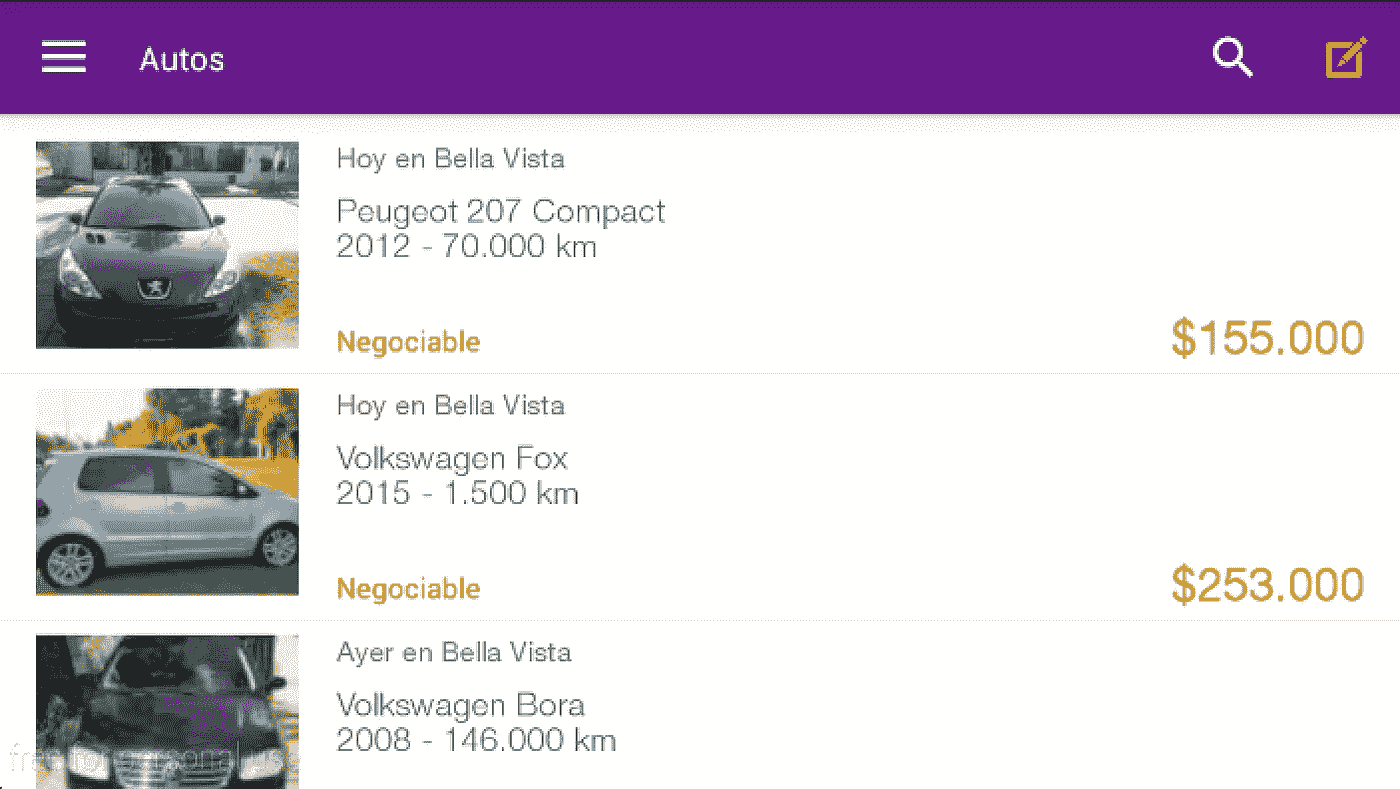 Autos
Hoy en Bella Vista
Peugeot 207 Compact
2012 - 70.000 km
Negociable
$155.000
Hoy en Bella Vista
Volkswagen Fox
2015 - 1.500 km
Negociable
$253.000
Ayer en Bella Vista
Volkswagen Bora
2008 - 146.000 km